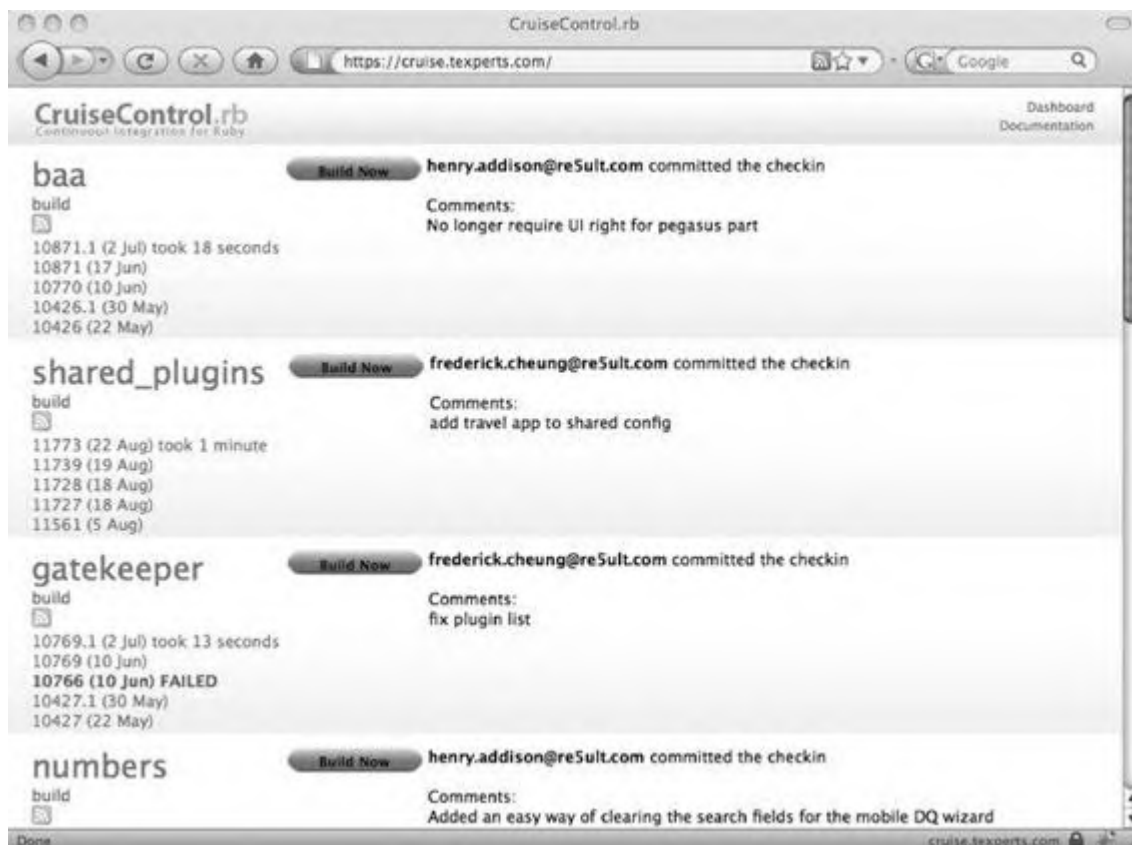 CruiseControl.rb
https://cruise.texperts.com/
Google
CruiseControl.rb
Continuous Integration for Ruby
Dashboard
Documentation
baa
build
10871.1 (2 Jul) took 18 seconds
10871 (17 Jun)
10770 (10 Jun)
10426.1 (30 May)
10426 (22 May)
Build Now
henry.addison@re5ult.com committed the checkin
Comments:
No longer require UI right for pegasus part
shared_plugins
build
11773 (22 Aug) took 1 minute
11739 (19 Aug)
11728 (18 Aug)
11727 (18 Aug)
11561 (5 Aug)
Build Now
frederick.cheung@re5ult.com committed the checkin
Comments:
add travel app to shared config
gatekeeper
build
10769.1 (2 Jul) took 13 seconds
10769 (10 Jun)
10766 (10 Jun) FAILED
10427.1 (30 May)
10427 (22 May)
Build Now
frederick.cheung@re5ult.com committed the checkin
Comments:
fix plugin list
numbers
build
Build Now
henry.addison@re5ult.com committed the checkin
Comments:
Added an easy way of clearing the search fields for the mobile DQ wizard
Done
cruise.texperts.com